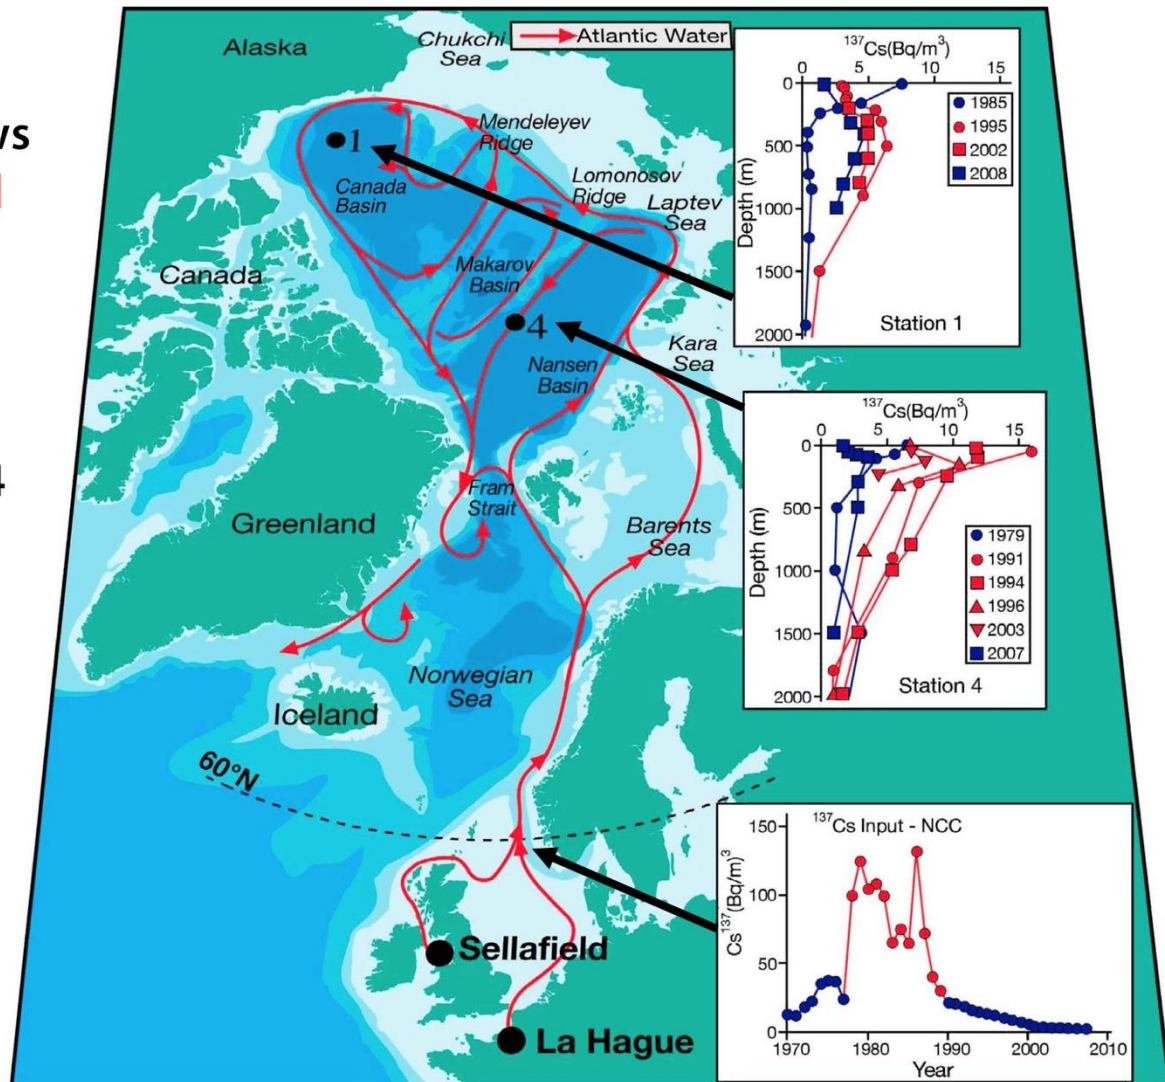 vs
4
Alaska
Chukchi
Sea
Atlantic Water
1
Mendeleyev
Ridge
Canada
Basin
Lomonosov
Ridge
Laptev
Sea
Canada
Makarov
Basin
4
Kara
Sea
Nansen
Basin
Greenland
Fram
Strait
Barents
Sea
Norwegian
Sea
Iceland
60°N
Sellafield
La Hague
¹³⁷Cs(Bq/m³)
0 5 10 15
0
500
1000
1500
2000
Depth (m)
1985
1995
2002
2008
Station 1
¹³⁷Cs(Bq/m³)
0 5 10 15
0
500
1000
1500
2000
Depth (m)
1979
1991
1994
1996
2003
2007
Station 4
¹³⁷Cs Input - NCC
Cs¹³⁷(Bq/m)³
150
100
50
0
1970 1980 1990 2000 2010
Year